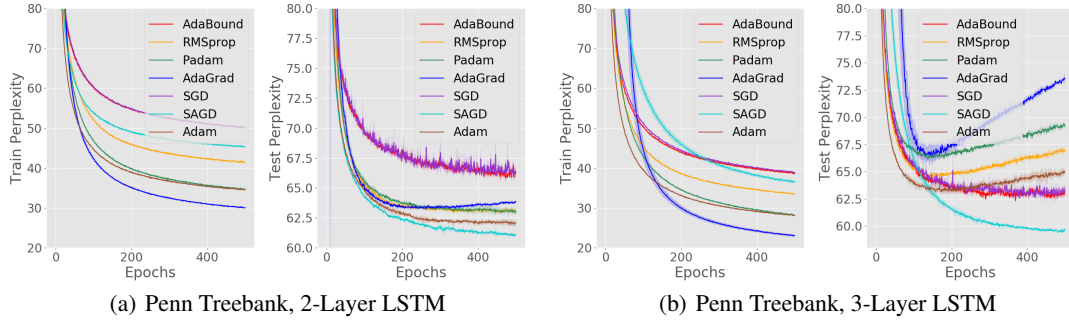 Train Perplexity
80
70
60
50
40
30
20
0
200
400
Epochs
AdaBound
RMSprop
Padam
AdaGrad
SGD
SAGD
Adam
Test Perplexity
80.0
77.5
75.0
72.5
70.0
67.5
65.0
62.5
60.0
0
200
400
Epochs
AdaBound
RMSprop
Padam
AdaGrad
SGD
SAGD
Adam
(a) Penn Treebank, 2-Layer LSTM
Train Perplexity
80
70
60
50
40
30
20
0
200
400
Epochs
AdaBound
RMSprop
Padam
AdaGrad
SGD
SAGD
Adam
Test Perplexity
80.0
77.5
75.0
72.5
70.0
67.5
65.0
62.5
60.0
0
200
400
Epochs
AdaBound
RMSprop
Padam
AdaGrad
SGD
SAGD
Adam
(b) Penn Treebank, 3-Layer LSTM